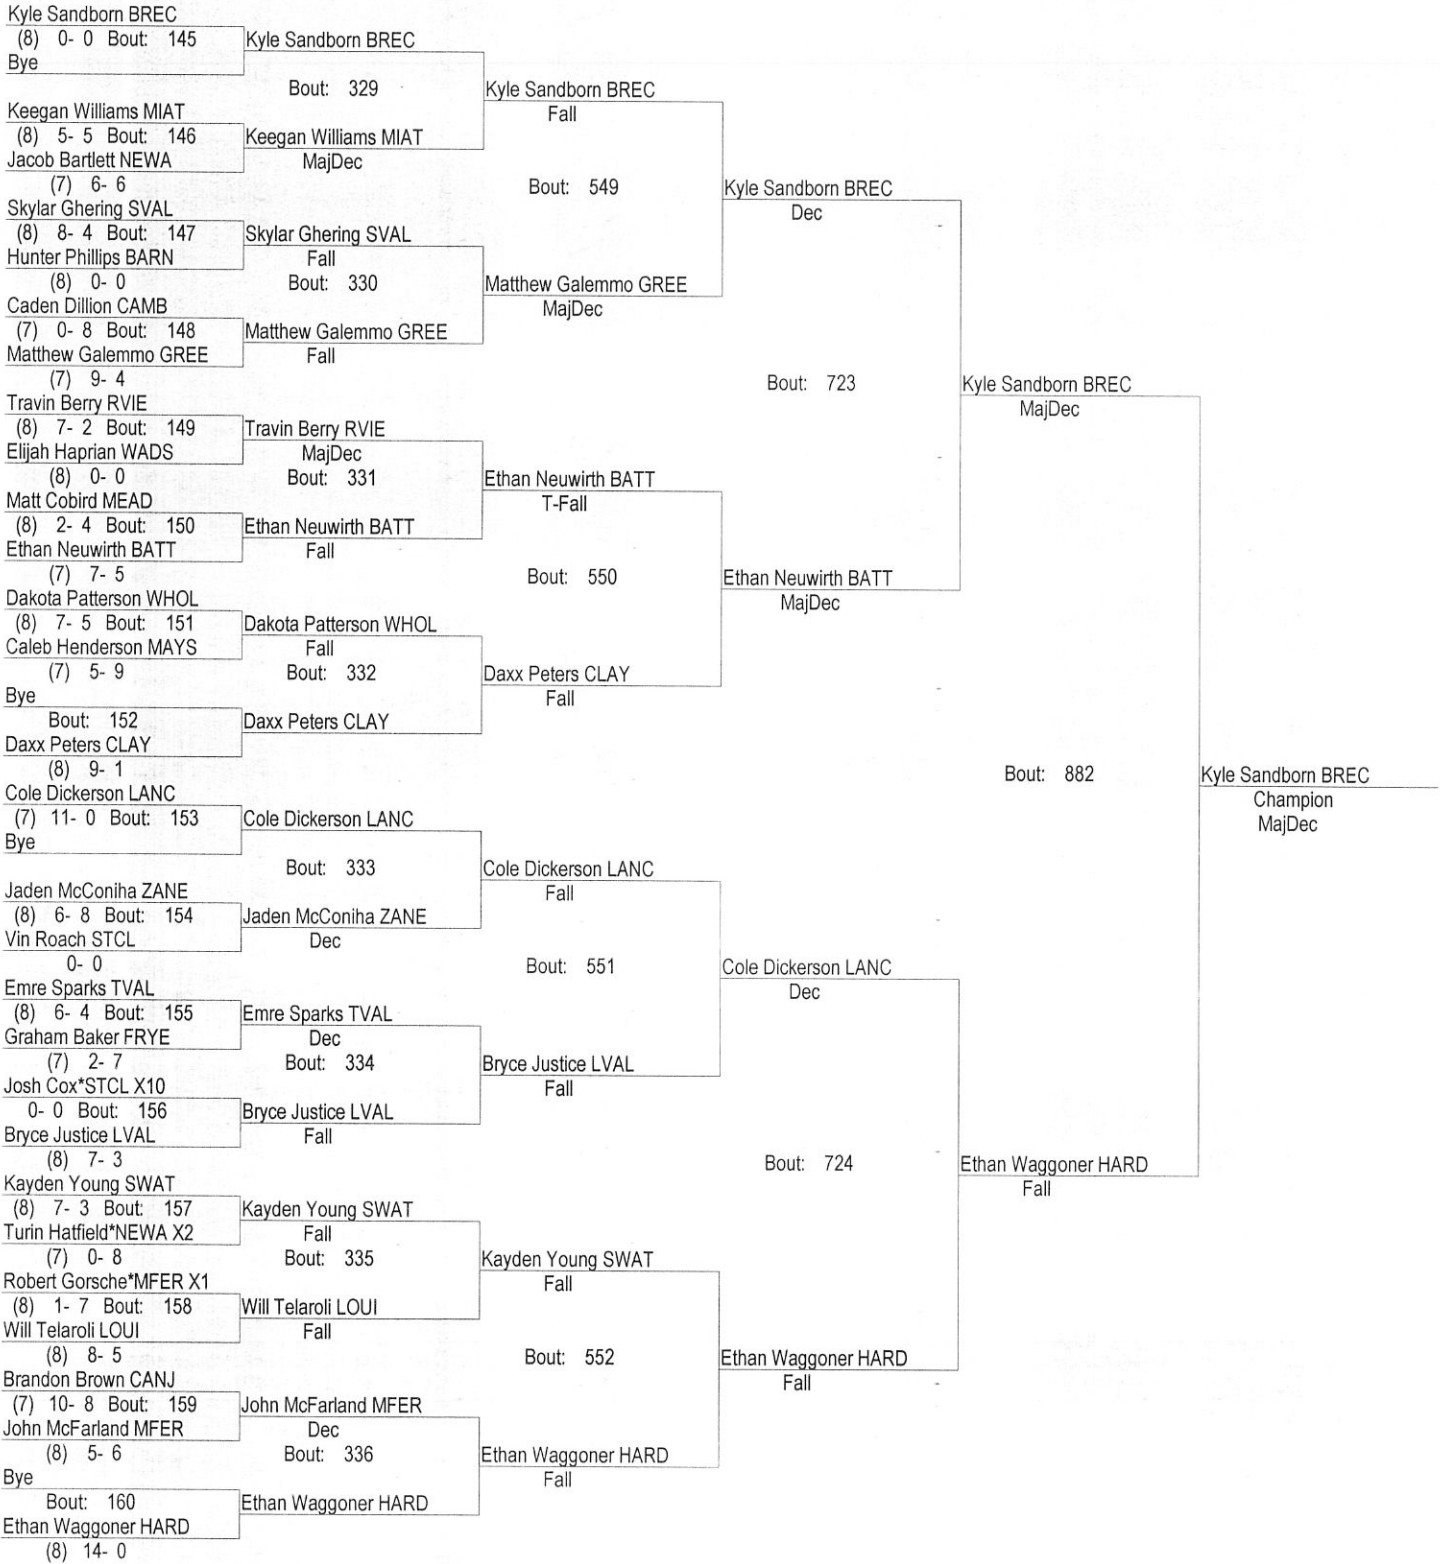 Kyle Sandborn BREC
(8) 0- 0 Bout: 145
Bye
Keegan Williams MIAT
(8) 5- 5 Bout: 146
Jacob Bartlett NEWA
(7) 6- 6
Skylar Ghering SVAL
(8) 8- 4 Bout: 147
Hunter Phillips BARN
(8) 0- 0
Caden Dillion CAMB
(7) 0- 8 Bout: 148
Matthew Galemmo GREE
(7) 9- 4
Travin Berry RVIE
(8) 7- 2 Bout: 149
Elijah Haprian WADS
(8) 0- 0
Matt Cobird MEAD
(8) 2- 4 Bout: 150
Ethan Neuwirth BATT
(7) 7- 5
Dakota Patterson WHOL
(8) 7- 5 Bout: 151
Caleb Henderson MAYS
(7) 5- 9
Bye
Bout: 152
Daxx Peters CLAY
(8) 9- 1
Cole Dickerson LANC
(7) 11- 0 Bout: 153
Bye
Jaden McConiha ZANE
(8) 6- 8 Bout: 154
Vin Roach STCL
0- 0
Emre Sparks TVAL
(8) 6- 4 Bout: 155
Graham Baker FRYE
(7) 2- 7
Josh Cox*STCL X10
0- 0 Bout: 156
Bryce Justice LVAL
(8) 7- 3
Kayden Young SWAT
(8) 7- 3 Bout: 157
Turin Hatfield*NEWA X2
(7) 0- 8
Robert Gorsche*MFER X1
(8) 1- 7 Bout: 158
Will Telaroli LOUI
(8) 8- 5
Brandon Brown CANJ
(7) 10- 8 Bout: 159
John McFarland MFER
(8) 5- 6
Bye
Bout: 160
Ethan Waggoner HARD
(8) 14- 0
Kyle Sandborn BREC
Bout: 329
Keegan Williams MIAT
MajDec
Skylar Ghering SVAL
Fall
Bout: 330
Matthew Galemmo GREE
Fall
Travin Berry RVIE
MajDec
Bout: 331
Ethan Neuwirth BATT
Fall
Dakota Patterson WHOL
Fall
Bout: 332
Daxx Peters CLAY
Cole Dickerson LANC
Bout: 333
Jaden McConiha ZANE
Dec
Emre Sparks TVAL
Dec
Bout: 334
Bryce Justice LVAL
Fall
Kayden Young SWAT
Fall
Bout: 335
Will Telaroli LOUI
Fall
John McFarland MFER
Dec
Bout: 336
Ethan Waggoner HARD
Kyle Sandborn BREC
Fall
Bout: 549
Matthew Galemmo GREE
MajDec
Ethan Neuwirth BATT
T-Fall
Bout: 550
Daxx Peters CLAY
Fall
Cole Dickerson LANC
Fall
Bout: 551
Bryce Justice LVAL
Fall
Kayden Young SWAT
Fall
Bout: 552
Ethan Waggoner HARD
Fall
Kyle Sandborn BREC
Dec
Bout: 723
Ethan Neuwirth BATT
MajDec
Cole Dickerson LANC
Dec
Bout: 724
Ethan Waggoner HARD
Fall
Kyle Sandborn BREC
MajDec
Bout: 882
Ethan Waggoner HARD
Fall
Kyle Sandborn BREC
Champion
MajDec